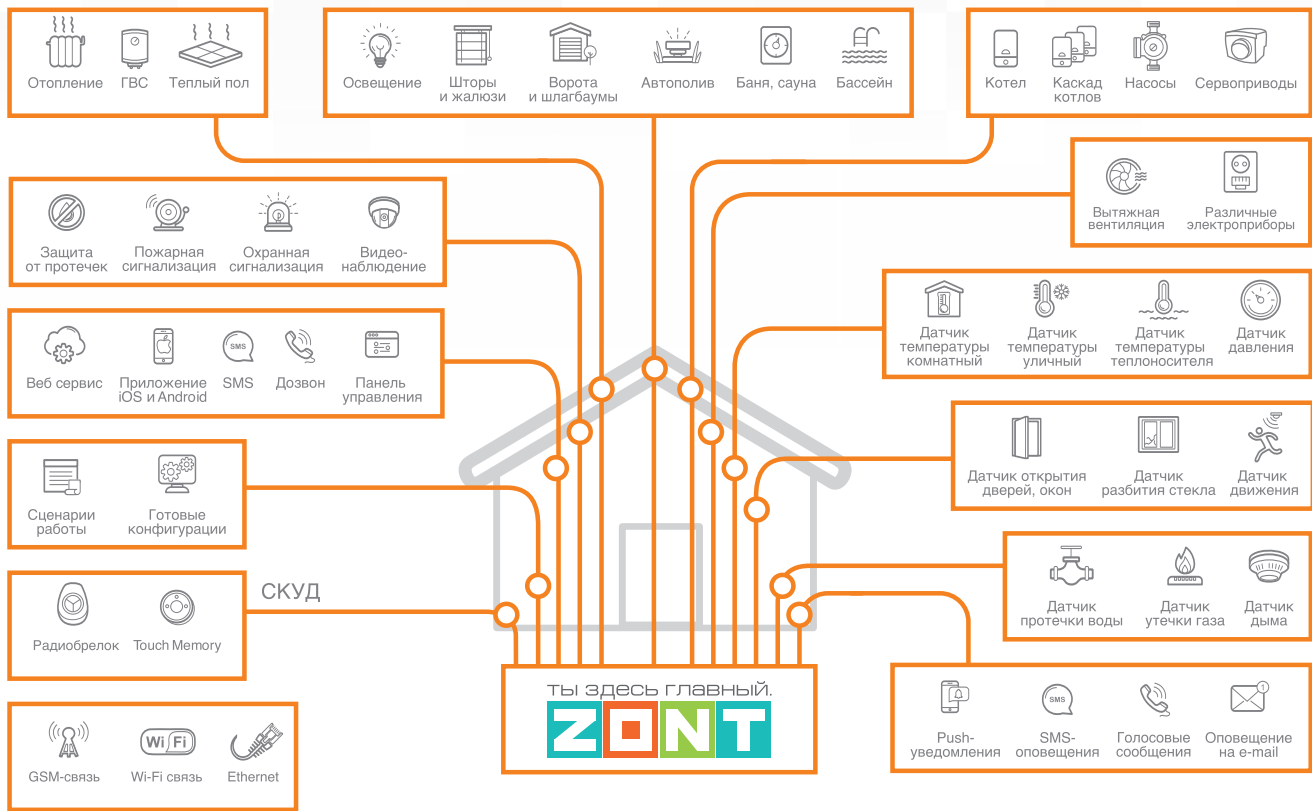 Отопление
ГВС
Теплый пол
Освещение
Шторы
и жалюзи
Ворота
и шлагбаумы
Автополив
Баня, сауна
Бассейн
Котел
Каскад
котлов
Насосы
Сервоприводы
Вытяжная
вентиляция
Различные
электроприборы
Защита
от протечек
Пожарная
сигнализация
Охранная
сигнализация
Видео-
наблюдение
Датчик
температуры
комнатный
Датчик
температуры
уличный
Датчик
температуры
теплоносителя
Датчик
давления
Веб сервис
Приложение
iOS и Android
SMS
SMS
Дозвон
Панель
управления
Датчик открытия
дверей, окон
Датчик
разбития стекла
Датчик
движения
Сценарии
работы
Готовые
конфигурации
Датчик
протечки воды
Датчик
утечки газа
Датчик
дыма
СКУД
Радиобрелок
Touch Memory
ты здесь главный.
ZONT
Push-
уведомления
SMS
SMS-
оповещения
Голосовые
сообщения
1
Оповещение
на e-mail
GSM-связь
Wi Fi
Wi-Fi связь
Ethernet